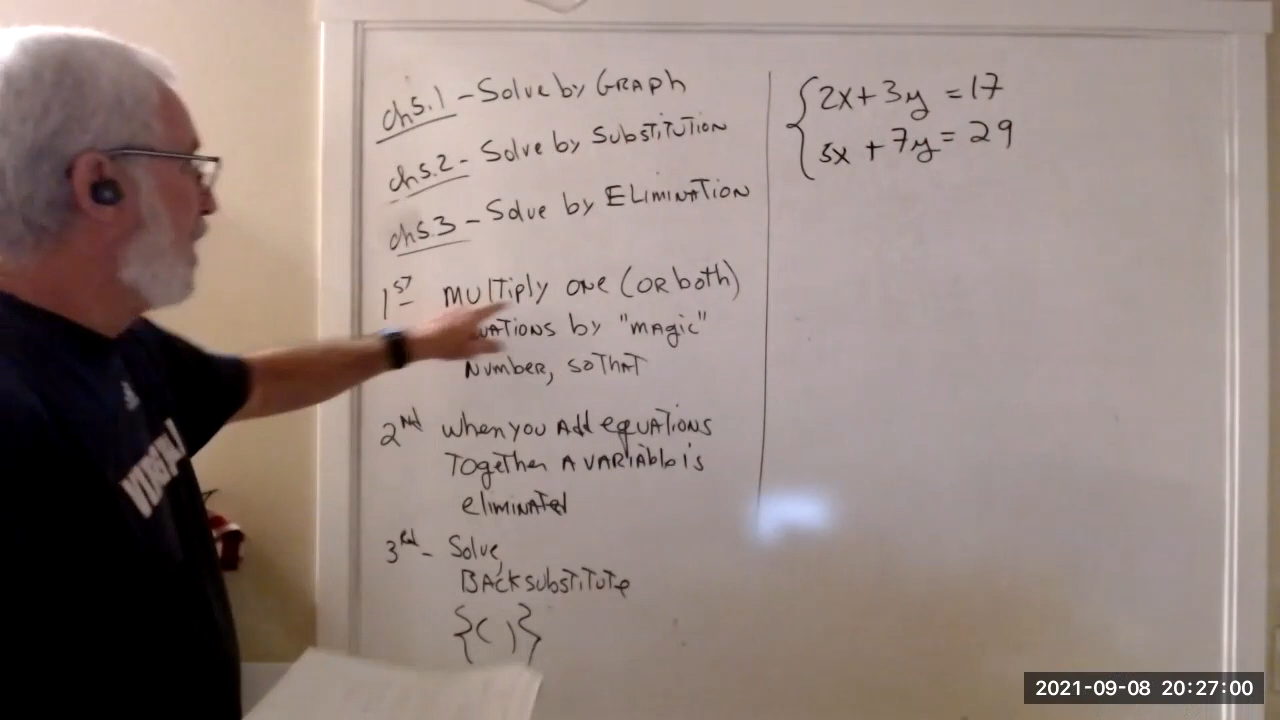 ch5.1 - Solve by GRAPH
ch5.2 - Solve by SUBSTITUTION
ch5.3 - Solve by ELIMINATION
1ST MULTIPLY ONE (OR both)
UATIONS by "MAGIC"
NUMBER, SO THAT
2Nd When you Add equATIONS
TogetheR A VARIAble is
eliminATed
3Rd - Solve,
BACK substiTuTe
{( )}
2x + 3y = 17
5x + 7y = 29
2021-09-08 20:27:00